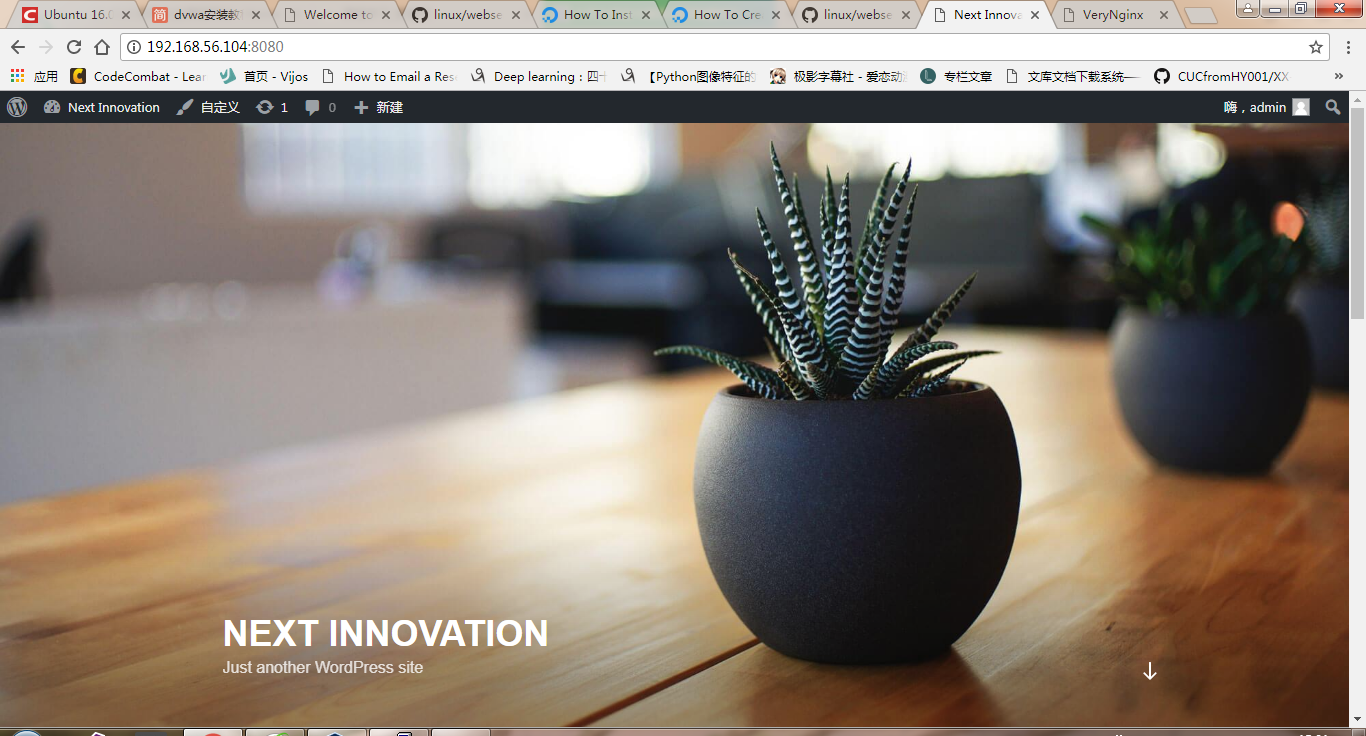 Ubuntu 16.0 dvwa安装教 Welcome to linux/webse How To Inst How To Crea linux/webse Next Innova VeryNginx
192.168.56.104:8080
应用 CodeCombat - Lear 首页 - Vijos How to Email a Res Deep learning：四十 【Python图像特征的 极影字幕社 - 爱恋动漫 专栏文章 文库文档下载系统— CUCfromHY001/XX »
Next Innovation 自定义 1 0 新建 嗨，admin
NEXT INNOVATION
Just another WordPress site